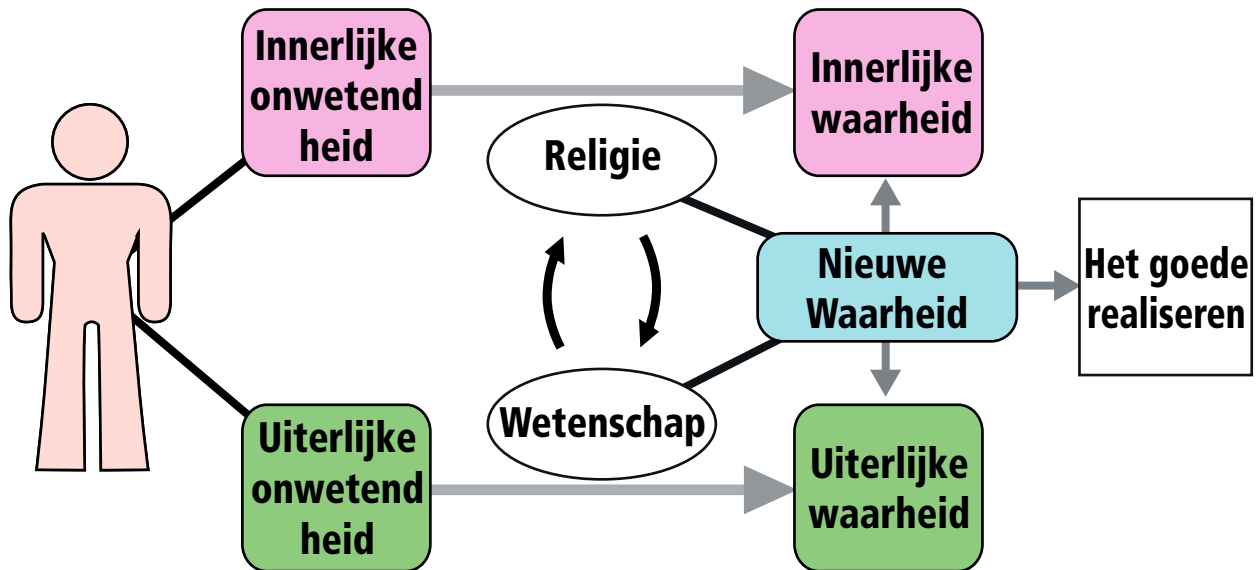 Innerlijke
onwetend
heid
Innerlijke
waarheid
Religie
Nieuwe
Waarheid
Het goede
realiseren
Wetenschap
Uiterlijke
onwetend
heid
Uiterlijke
waarheid